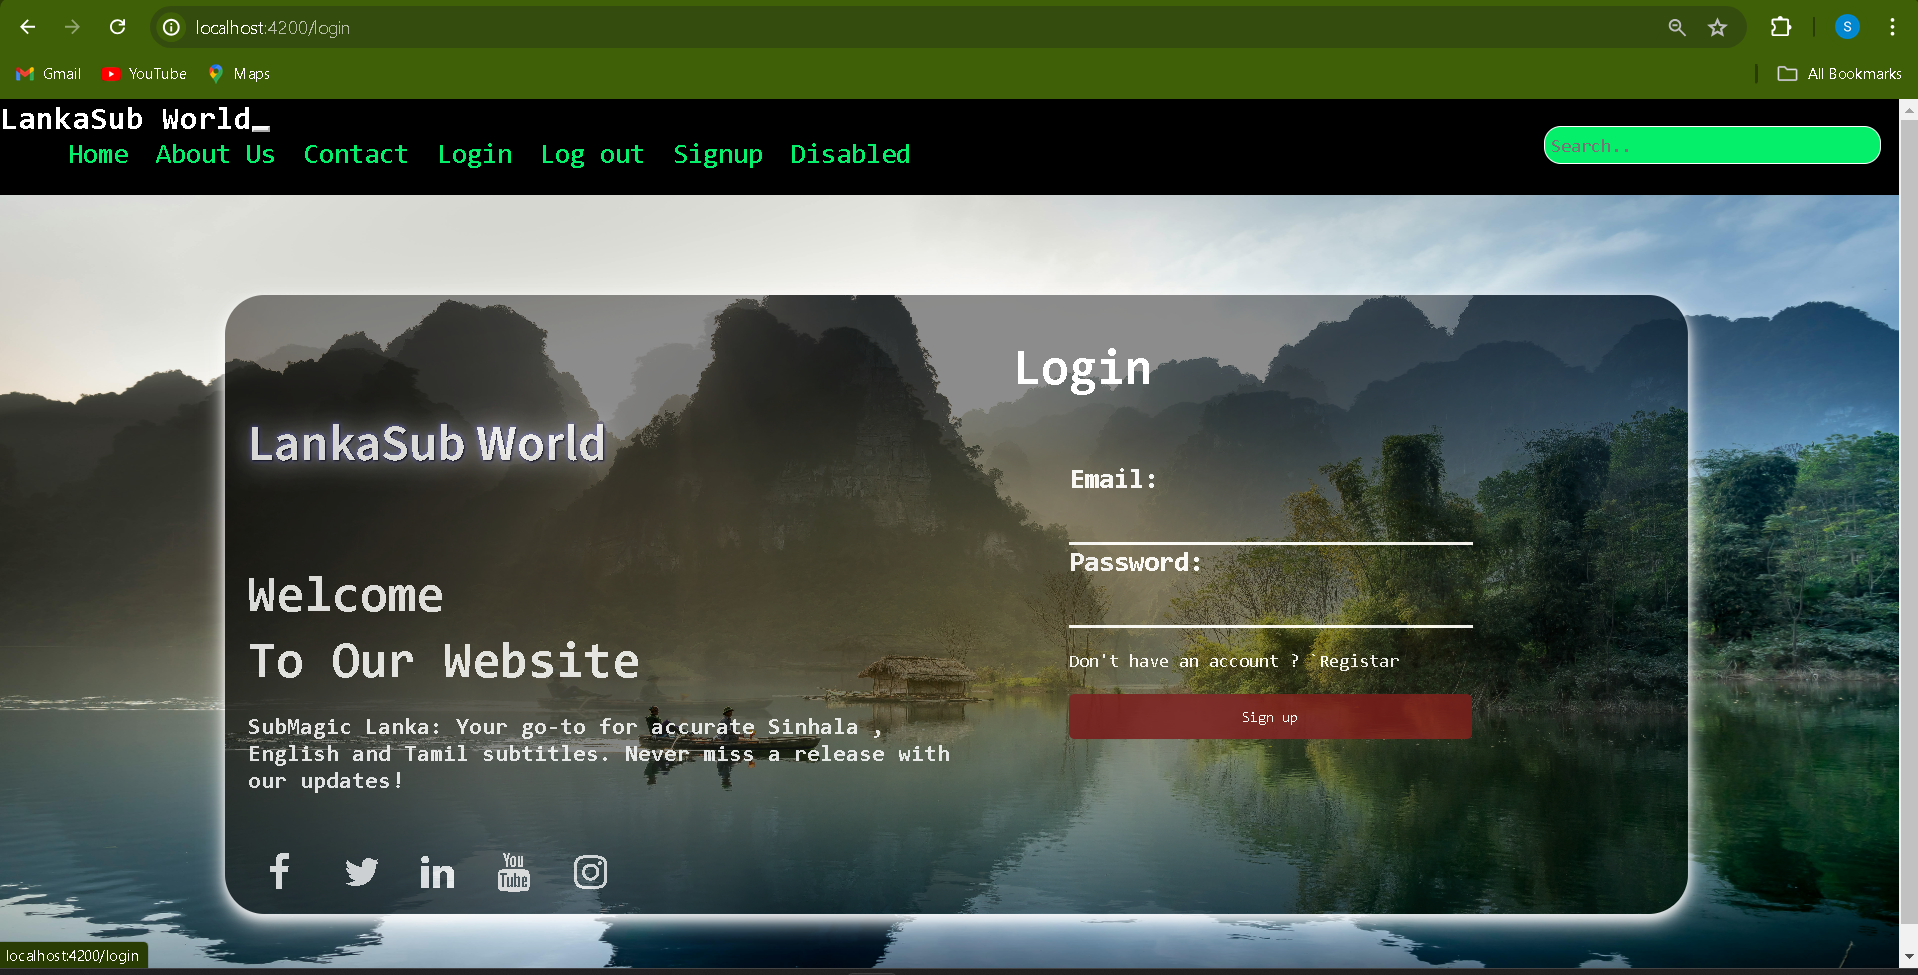 localhost:4200/login
S
Gmail YouTube Maps All Bookmarks
LankaSub World_
Home About Us Contact Login Log out Signup Disabled
Search..
Login
LankaSub World
Email:
Password:
Welcome
To Our Website
Don't have an account ? `Registar
Sign up
SubMagic Lanka: Your go-to for accurate Sinhala ,
English and Tamil subtitles. Never miss a release with
our updates!
You
Tube
localhost:4200/login